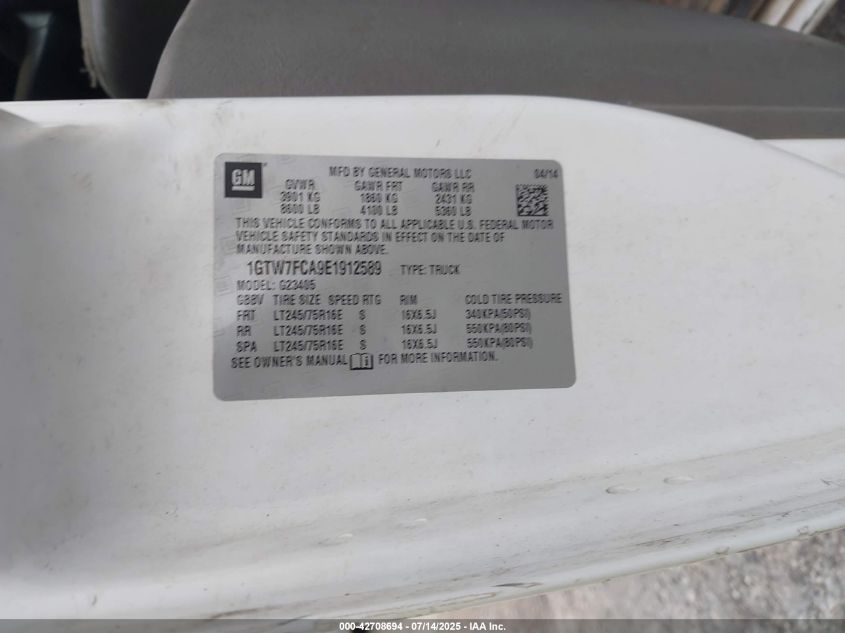 GM
MFD BY GENERAL MOTORS LLC 04/14
GVWR GAWR FRT GAWR RR
3901 KG 1860 KG 2431 KG
8600 LB 4100 LB 5360 LB
THIS VEHICLE CONFORMS TO ALL APPLICABLE U.S. FEDERAL MOTOR
VEHICLE SAFETY STANDARDS IN EFFECT ON THE DATE OF
MANUFACTURE SHOWN ABOVE.
1GTW7FCA9E1912589 TYPE: TRUCK
MODEL: G23405
GBBV TIRE SIZE SPEED RTG RIM COLD TIRE PRESSURE
FRT LT245/75R16E S 16X6.5J 340KPA(50PSI)
RR LT245/75R16E S 16X6.5J 550KPA(80PSI)
SPA LT245/75R16E S 16X6.5J 550KPA(80PSI)
SEE OWNER'S MANUAL FOR MORE INFORMATION.
000-42708694 - 07/14/2025 - IAA Inc.